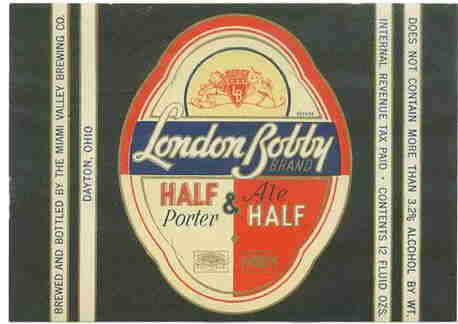 BREWED AND BOTTLED BY THE MIAMI VALLEY BREWING CO.
DAYTON, OHIO
LB
London Bobby
BRAND
HALF
Porter
&
Ale
HALF
INTERNAL REVENUE TAX PAID · CONTENTS 12 FLUID OZS.
DOES NOT CONTAIN MORE THAN 3.2% ALCOHOL BY WT.